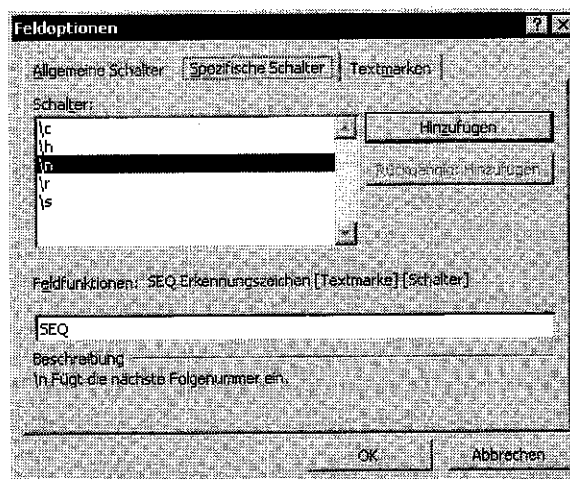 Feldoptionen
Allgemeine Schalter Spezifische Schalter Textmarken
Schalter:
\c
\h
\n
\r
\s
Hinzufügen
Rückgängig: Hinzufügen
Feldfunktionen: SEQ Erkennungszeichen [Textmarke] [Schalter]
SEQ
Beschreibung
\n Fügt die nächste Folgenummer ein.
OK Abbrechen